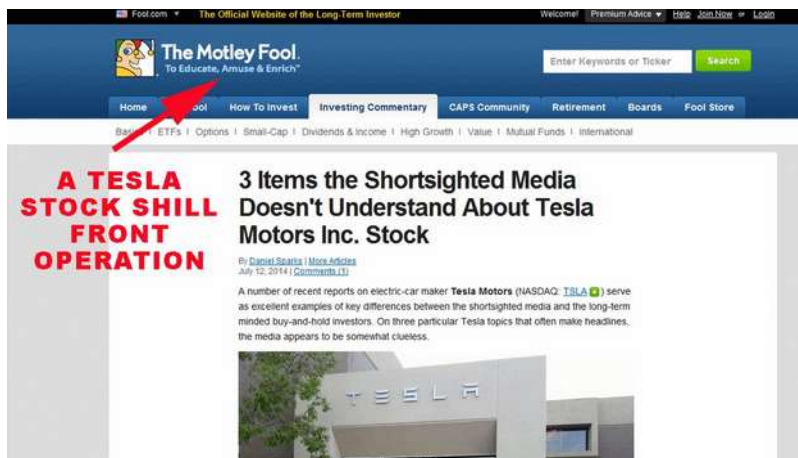 Fool.com The Official Website of the Long-Term Investor Welcome! Premium Advice Help Join Now or Login
The Motley Fool.
To Educate, Amuse & Enrich™
Enter Keywords or Ticker Search
Home How To Invest Investing Commentary CAPS Community Retirement Boards Fool Store
ETFs | Options | Small-Cap | Dividends & Income | High Growth | Value | Mutual Funds | International
A TESLA
STOCK SHILL
FRONT
OPERATION
3 Items the Shortsighted Media
Doesn't Understand About Tesla
Motors Inc. Stock
By Daniel Sparks | More Articles
July 12, 2014 | Comments (1)
A number of recent reports on electric-car maker Tesla Motors (NASDAQ: TSLA) serve
as excellent examples of key differences between the shortsighted media and the long-term
minded buy-and-hold investors. On three particular Tesla topics that often make headlines,
the media appears to be somewhat clueless.
TESLA